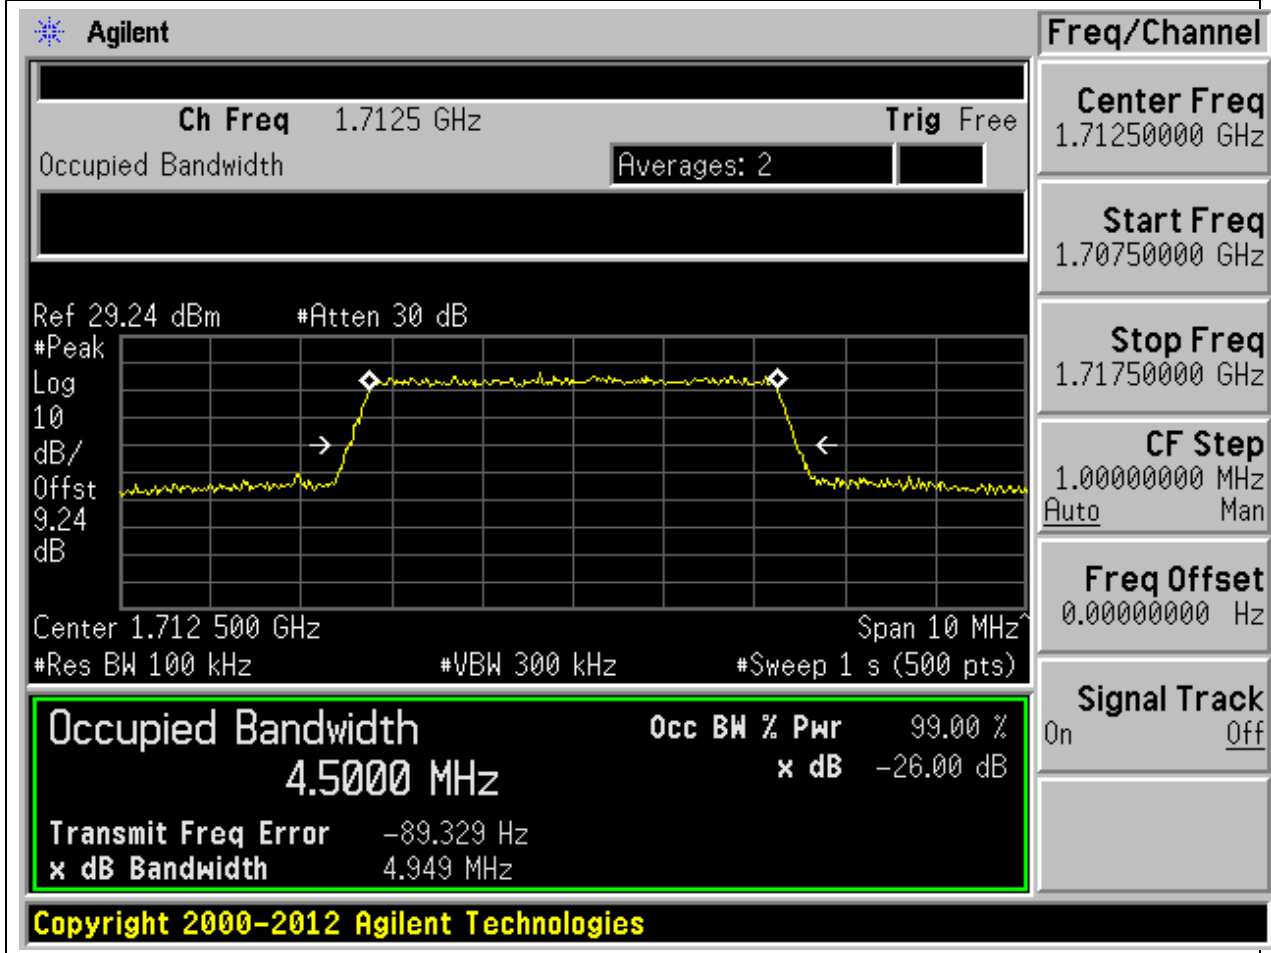 Agilent
Freq/Channel
Ch Freq 1.7125 GHz Trig Free
Occupied Bandwidth Averages: 2
Ref 29.24 dBm #Atten 30 dB
#Peak
Log
10
dB/
Offst
9.24
dB
Center 1.712 500 GHz Span 10 MHz^
#Res BW 100 kHz #VBW 300 kHz #Sweep 1 s (500 pts)
Occupied Bandwidth Occ BW % Pwr 99.00 %
4.5000 MHz x dB -26.00 dB
Transmit Freq Error -89.329 Hz
x dB Bandwidth 4.949 MHz
Copyright 2000-2012 Agilent Technologies
Center Freq
1.71250000 GHz
Start Freq
1.70750000 GHz
Stop Freq
1.71750000 GHz
CF Step
1.00000000 MHz
Auto Man
Freq Offset
0.00000000 Hz
Signal Track
On Off